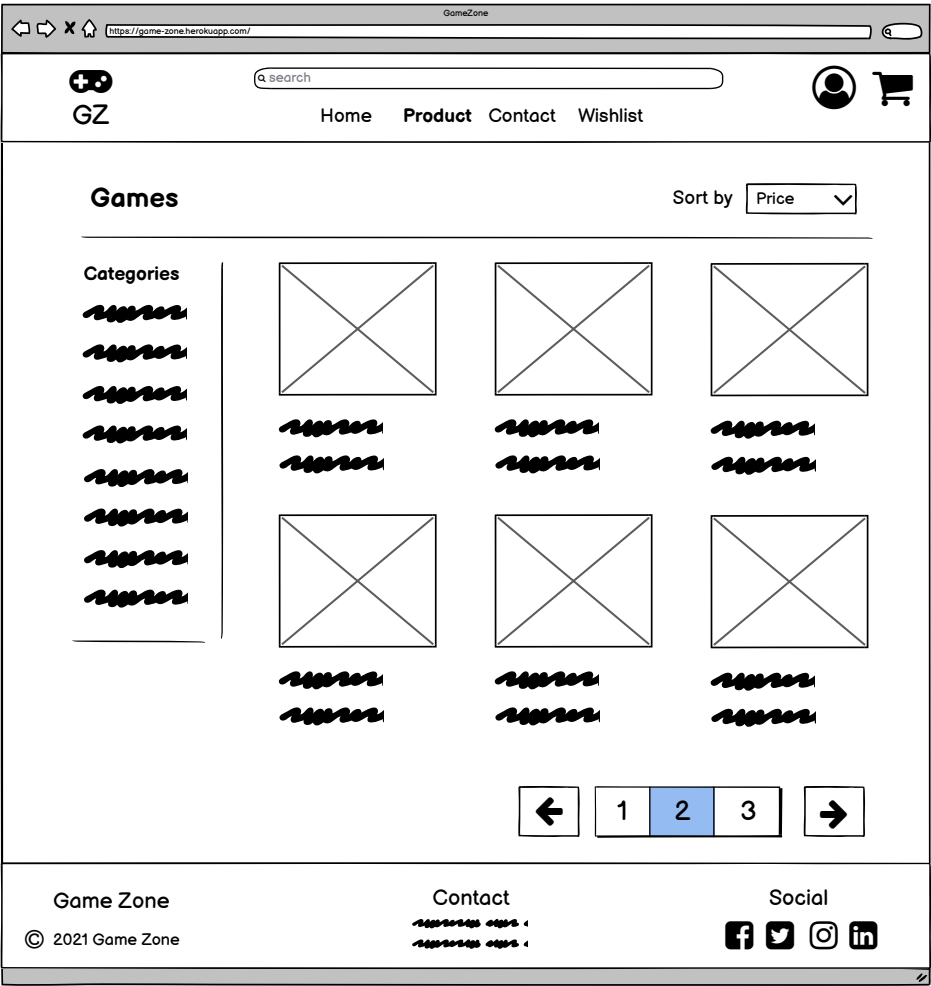 GameZone
https://game-zone.herokuapp.com/
search
GZ
Home Product Contact Wishlist
Games
Sort by Price
Categories
1 2 3
Game Zone
© 2021 Game Zone
Contact
Social